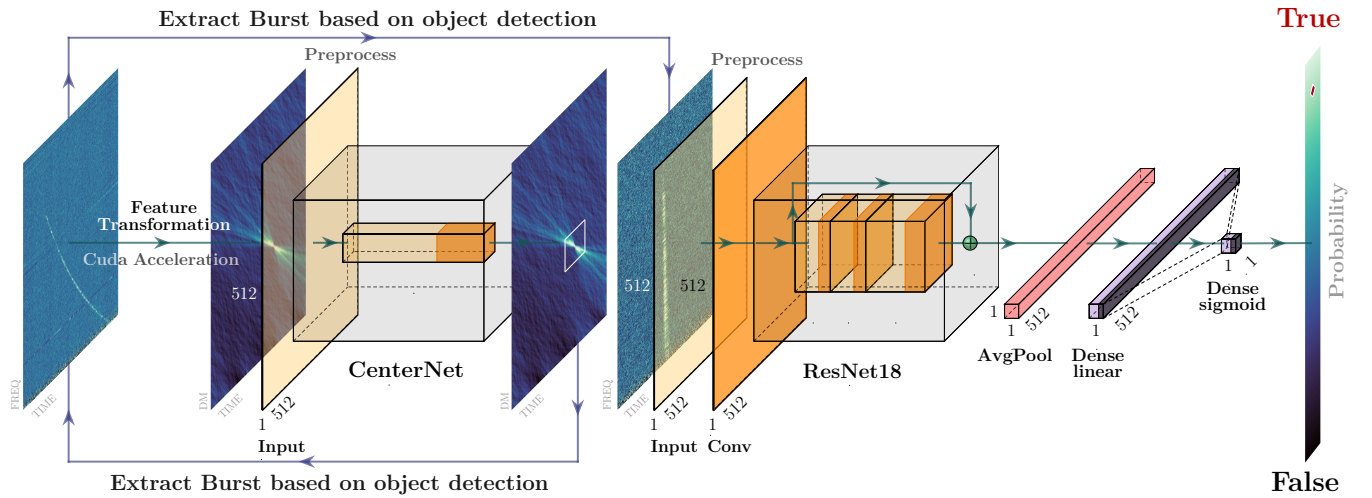 Extract Burst based on object detection
True
Preprocess
Preprocess
Feature
Transformation
Cuda Acceleration
512
512
512
Probability
FREQ
TIME
DM
TIME
1
512
Input
CenterNet
DM
TIME
FREQ
TIME
1
512
Input
1
512
Conv
ResNet18
1
1
512
AvgPool
1
512
Dense
linear
1
1
Dense
sigmoid
Extract Burst based on object detection
False